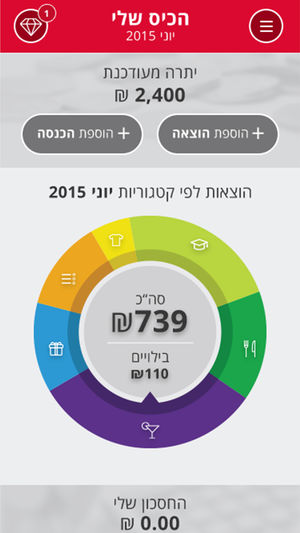 הכיס שלי
יוני 2015
1
יתרה מעודכנת
2,400 ₪
+ הוספת הוצאה
+ הוספת הכנסה
הוצאות לפי קטגוריות יוני 2015
סה"כ
₪739
בילויים
₪110
החסכון שלי
0.00 ₪